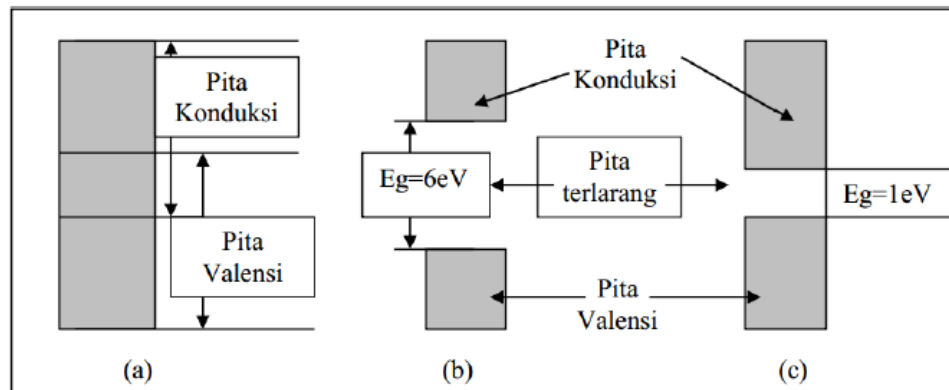 Pita
Konduksi
Pita
Valensi
(a)
Eg=6eV
(b)
Pita
Konduksi
Pita
terlarang
Pita
Valensi
Eg=1eV
(c)